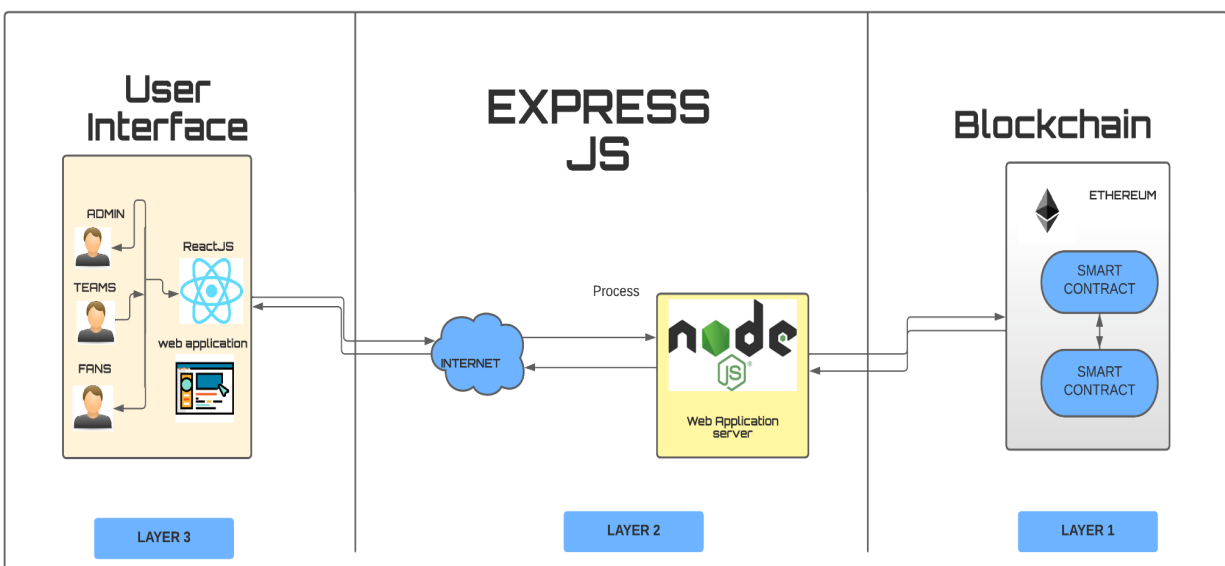 User
Interface
ADMIN
ReactJS
TEAMS
web application
FANS
LAYER 3
EXPRESS
JS
Process
INTERNET
node
JS
Web Application
server
LAYER 2
Blockchain
ETHEREUM
SMART
CONTRACT
SMART
CONTRACT
LAYER 1